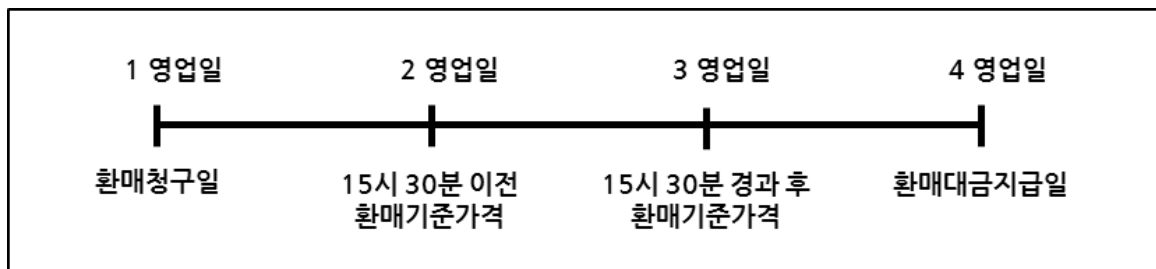 1 영업일
2 영업일
3 영업일
4 영업일
환매청구일
15시 30분 이전
환매기준가격
15시 30분 경과 후
환매기준가격
환매대금지급일